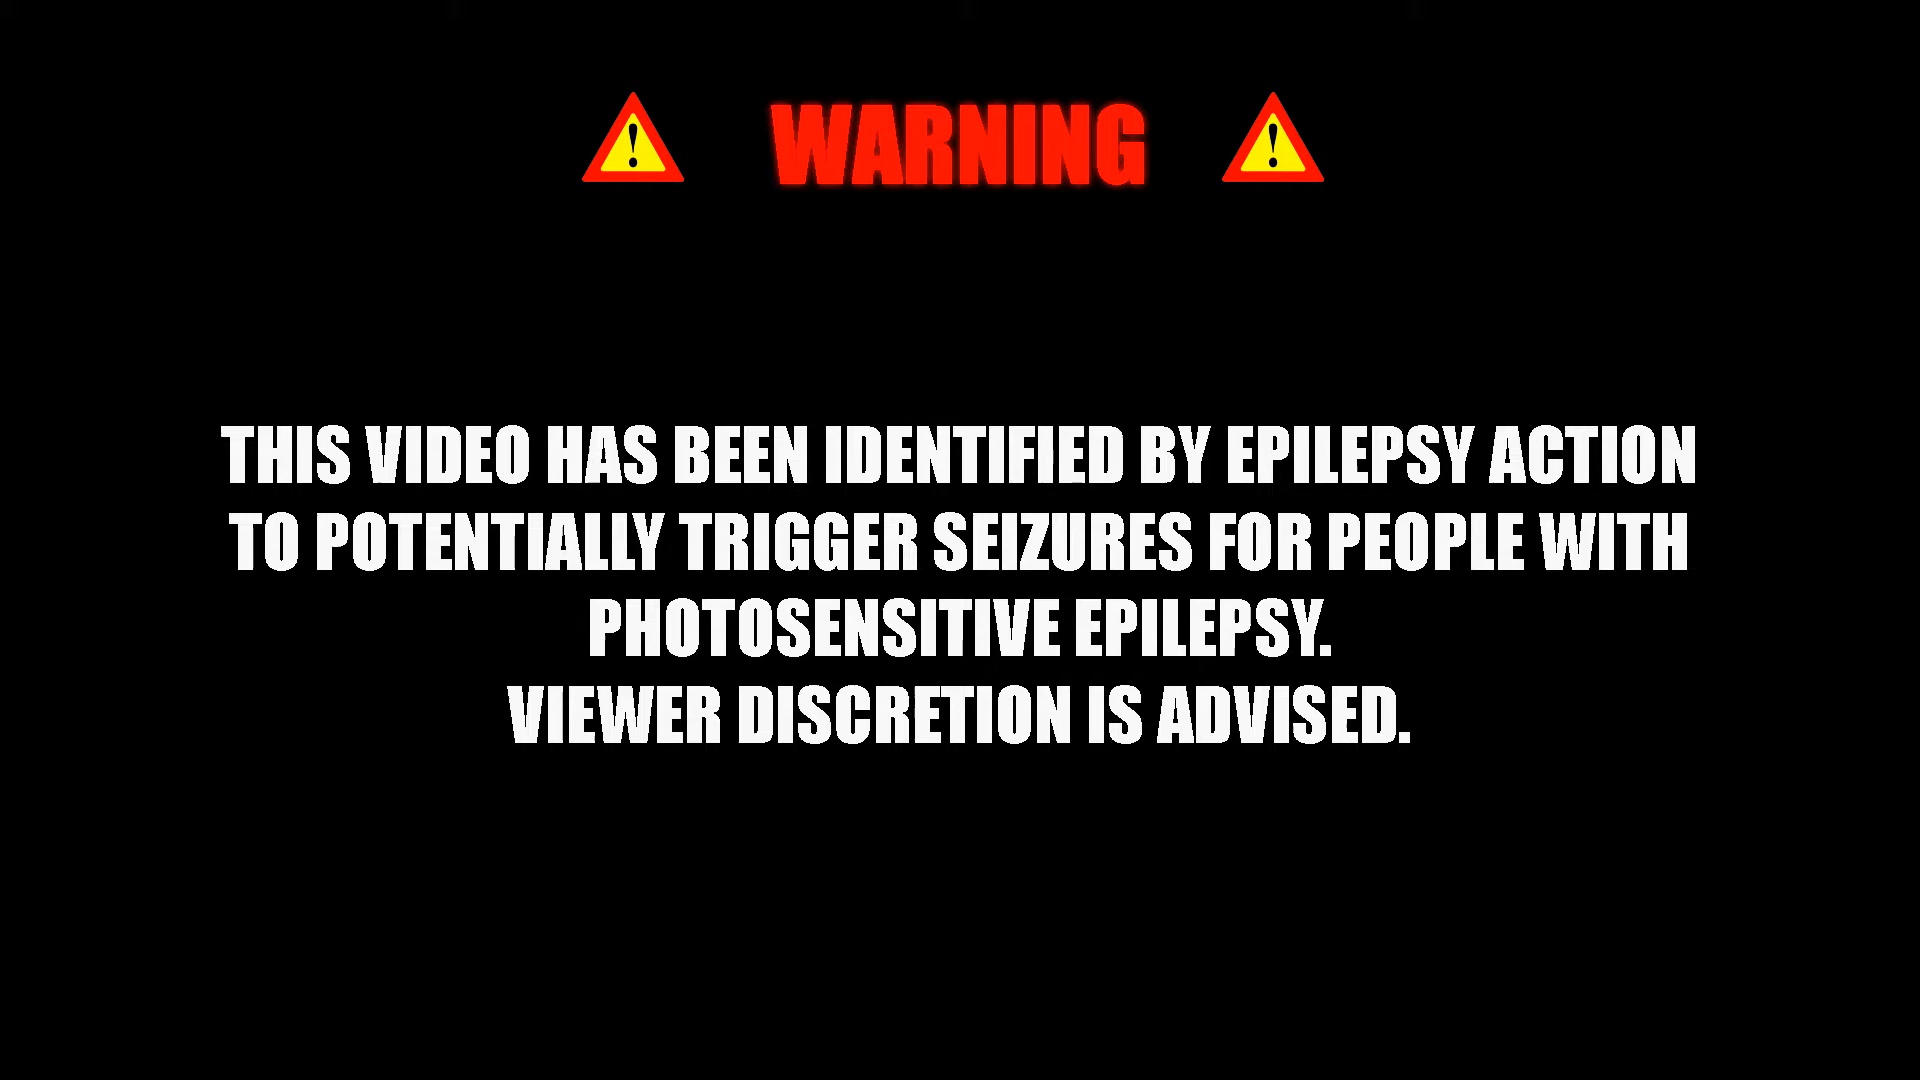 WARNING
THIS VIDEO HAS BEEN IDENTIFIED BY EPILEPSY ACTION
TO POTENTIALLY TRIGGER SEIZURES FOR PEOPLE WITH
PHOTOSENSITIVE EPILEPSY.
VIEWER DISCRETION IS ADVISED.